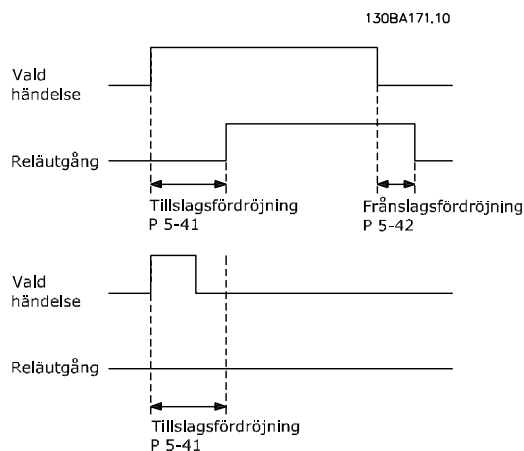 130BA171.10
Vald
händelse
Reläutgång
Tillslagsfördröjning
P 5-41
Frånslagsfördröjning
P 5-42
Vald
händelse
Reläutgång
Tillslagsfördröjning
P 5-41